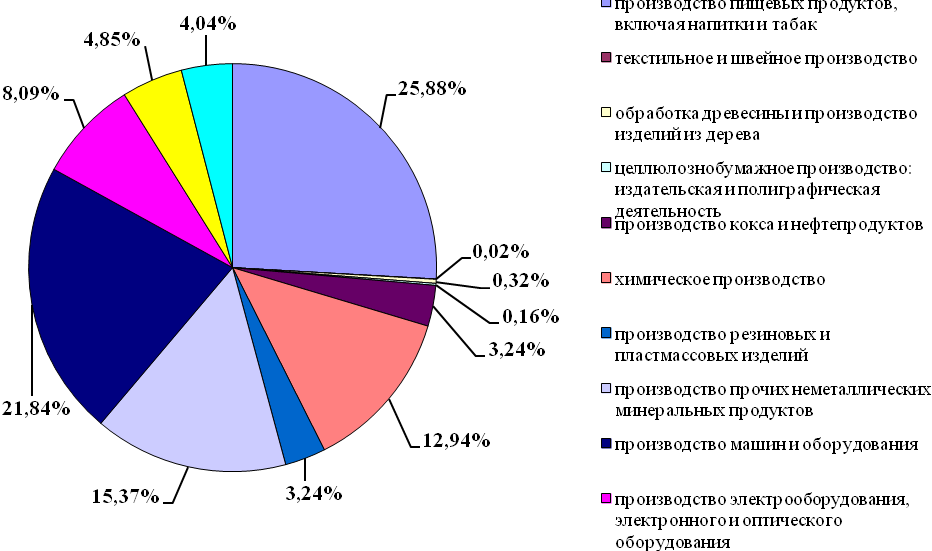 4,04%
4,85%
8,09%
25,88%
0,02%
0,32%
0,16%
3,24%
12,94%
3,24%
15,37%
21,84%
производство пищевых продуктов,
включая напитки и табак
текстильное и швейное производство
обработка древесины и производство
изделий из дерева
целлюлознобумажное производство:
издательская и полиграфическая
деятельность
производство кокса и нефтепродуктов
химическое производство
производство резиновых и
пластмассовых изделий
производство прочих неметаллических
минеральных продуктов
производство машин и оборудования
производство электрооборудования,
электронного и оптического
оборудования